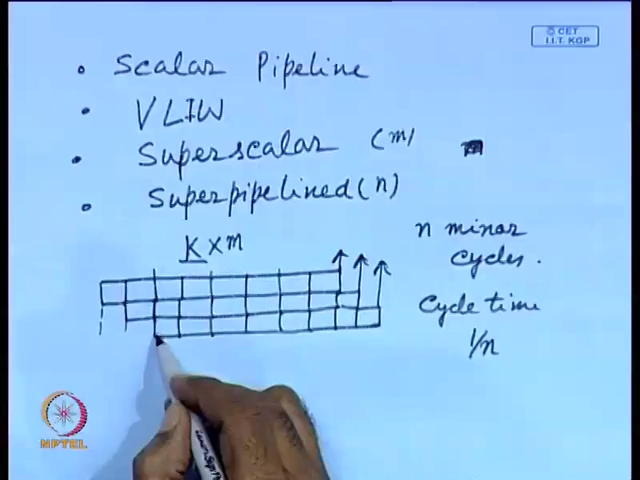 © CET
I.I.T. KGP
• Scalar Pipeline
• VLIW
• Superscalar (m)
• Superpipelined (n)
K x m
n minor
cycles.
Cycle time
1/n
NPTEL